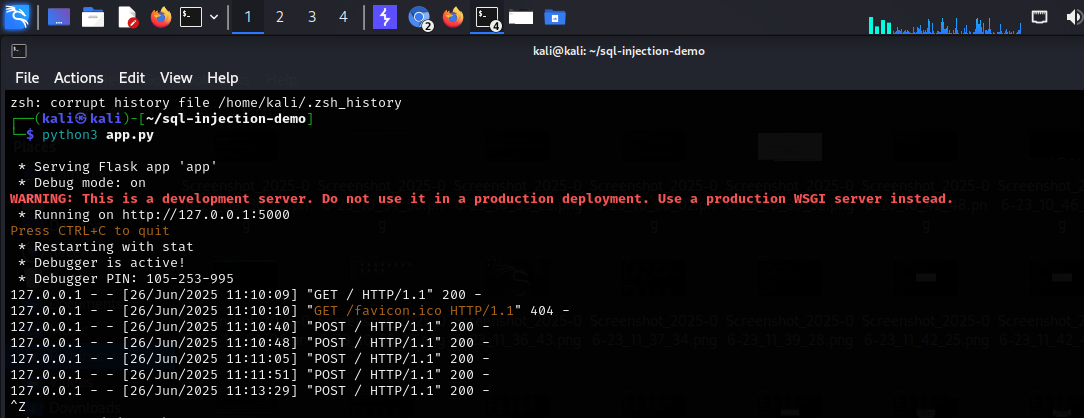 1 2 3 4 2 4
kali@kali: ~/sql-injection-demo
File Actions Edit View Help
zsh: corrupt history file /home/kali/.zsh_history
┌──(kali㉿kali)-[~/sql-injection-demo]
└─$ python3 app.py
* Serving Flask app 'app'
* Debug mode: on
WARNING: This is a development server. Do not use it in a production deployment. Use a production WSGI server instead.
* Running on http://127.0.0.1:5000
Press CTRL+C to quit
* Restarting with stat
* Debugger is active!
* Debugger PIN: 105-253-995
127.0.0.1 - - [26/Jun/2025 11:10:09] "GET / HTTP/1.1" 200 -
127.0.0.1 - - [26/Jun/2025 11:10:10] "GET /favicon.ico HTTP/1.1" 404 -
127.0.0.1 - - [26/Jun/2025 11:10:40] "POST / HTTP/1.1" 200 -
127.0.0.1 - - [26/Jun/2025 11:10:48] "POST / HTTP/1.1" 200 -
127.0.0.1 - - [26/Jun/2025 11:11:05] "POST / HTTP/1.1" 200 -
127.0.0.1 - - [26/Jun/2025 11:11:51] "POST / HTTP/1.1" 200 -
127.0.0.1 - - [26/Jun/2025 11:13:29] "POST / HTTP/1.1" 200 -
^Z